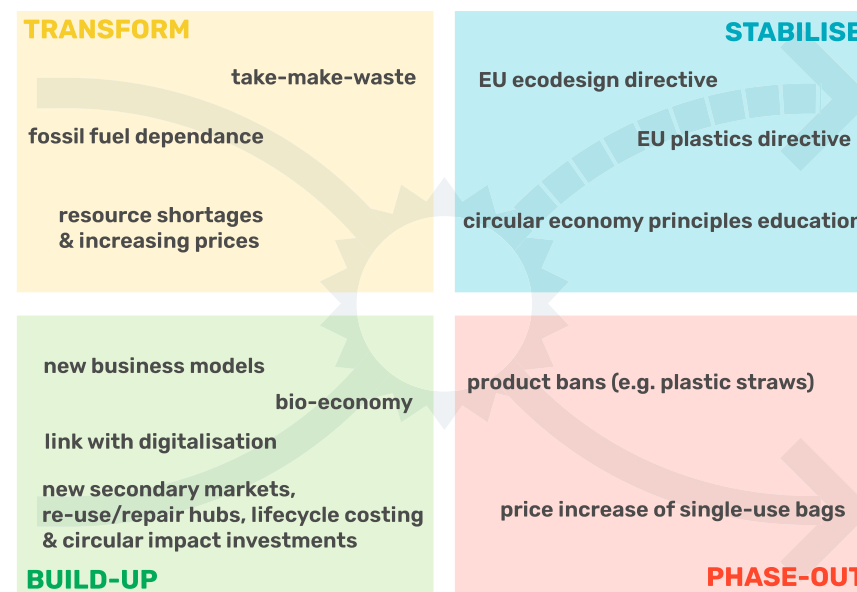 TRANSFORM
take-make-waste
fossil fuel dependance
resource shortages
& increasing prices
STABILISE
EU ecodesign directive
EU plastics directive
circular economy principles education
new business models
bio-economy
link with digitalisation
new secondary markets,
re-use/repair hubs, lifecycle costing
& circular impact investments
BUILD-UP
product bans (e.g. plastic straws)
price increase of single-use bags
PHASE-OUT